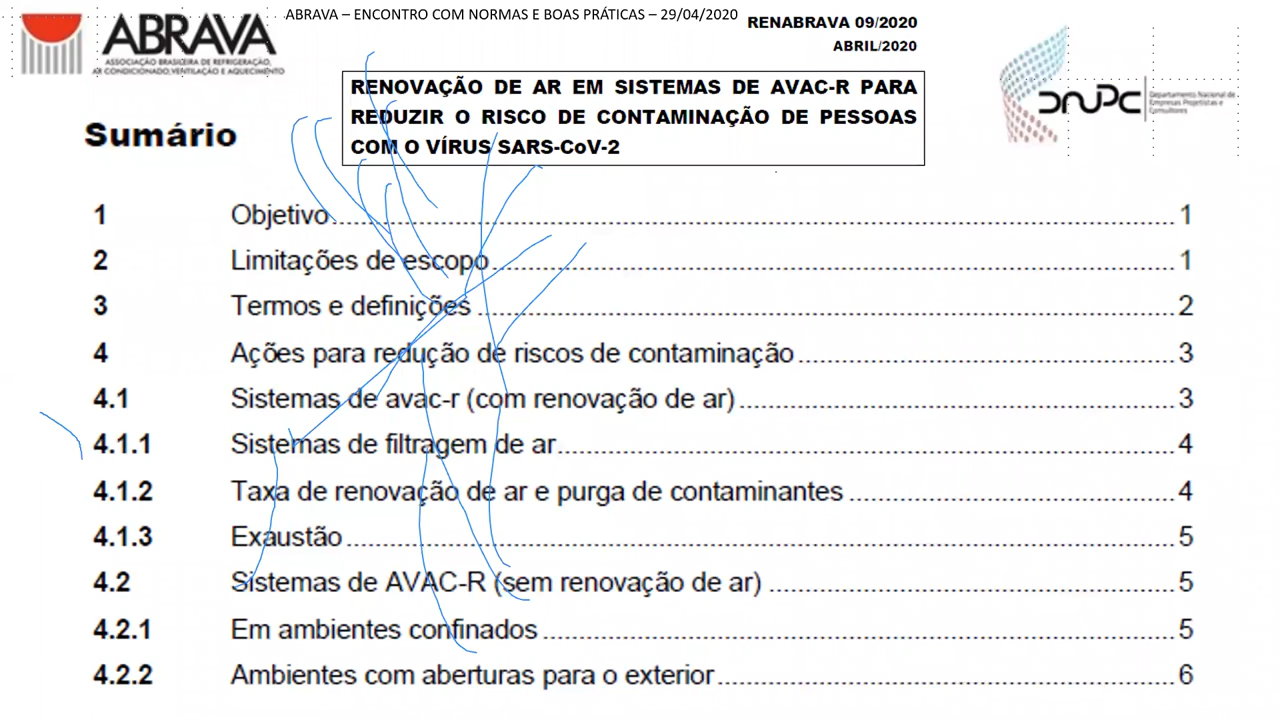 ABRAVA – ENCONTRO COM NORMAS E BOAS PRÁTICAS – 29/04/2020
RENABRAVA 09/2020
ABRIL/2020
ABRAVA
ASSOCIAÇÃO BRASILEIRA DE REFRIGERAÇÃO,
AR CONDICIONADO, VENTILAÇÃO E AQUECIMENTO
RENOVAÇÃO DE AR EM SISTEMAS DE AVAC-R PARA
REDUZIR O RISCO DE CONTAMINAÇÃO DE PESSOAS
COM O VÍRUS SARS-CoV-2
DNPC
Departamento Nacional de
Empresas Projetistas e
Consultores
Sumário
1 Objetivo 1
2 Limitações de escopo 1
3 Termos e definições 2
4 Ações para redução de riscos de contaminação 3
4.1 Sistemas de avac-r (com renovação de ar) 3
4.1.1 Sistemas de filtragem de ar 4
4.1.2 Taxa de renovação de ar e purga de contaminantes 4
4.1.3 Exaustão 5
4.2 Sistemas de AVAC-R (sem renovação de ar) 5
4.2.1 Em ambientes confinados 5
4.2.2 Ambientes com aberturas para o exterior 6